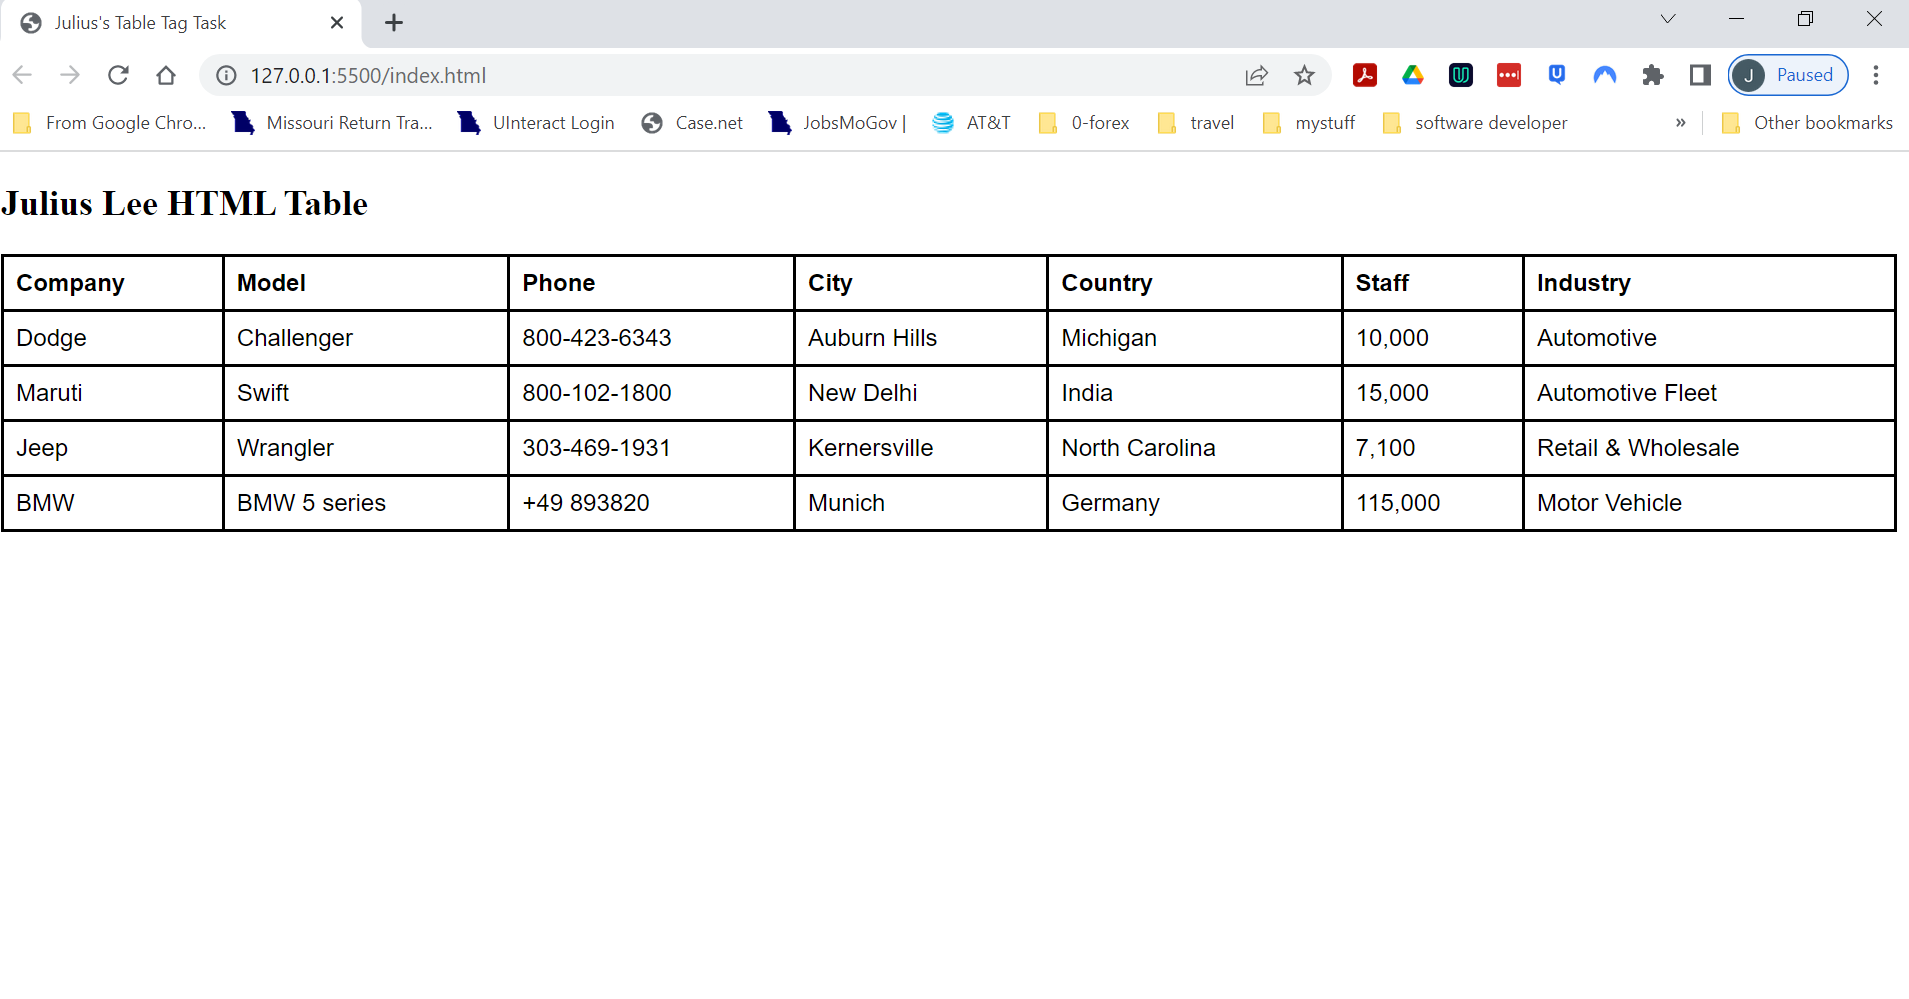 Julius's Table Tag Task
127.0.0.1:5500/index.html
J Paused
From Google Chro... Missouri Return Tra... UInteract Login Case.net JobsMoGov | AT&T 0-forex travel mystuff software developer » Other bookmarks
Julius Lee HTML Table
Company Model Phone City Country Staff Industry
Dodge Challenger 800-423-6343 Auburn Hills Michigan 10,000 Automotive
Maruti Swift 800-102-1800 New Delhi India 15,000 Automotive Fleet
Jeep Wrangler 303-469-1931 Kernersville North Carolina 7,100 Retail & Wholesale
BMW BMW 5 series +49 893820 Munich Germany 115,000 Motor Vehicle